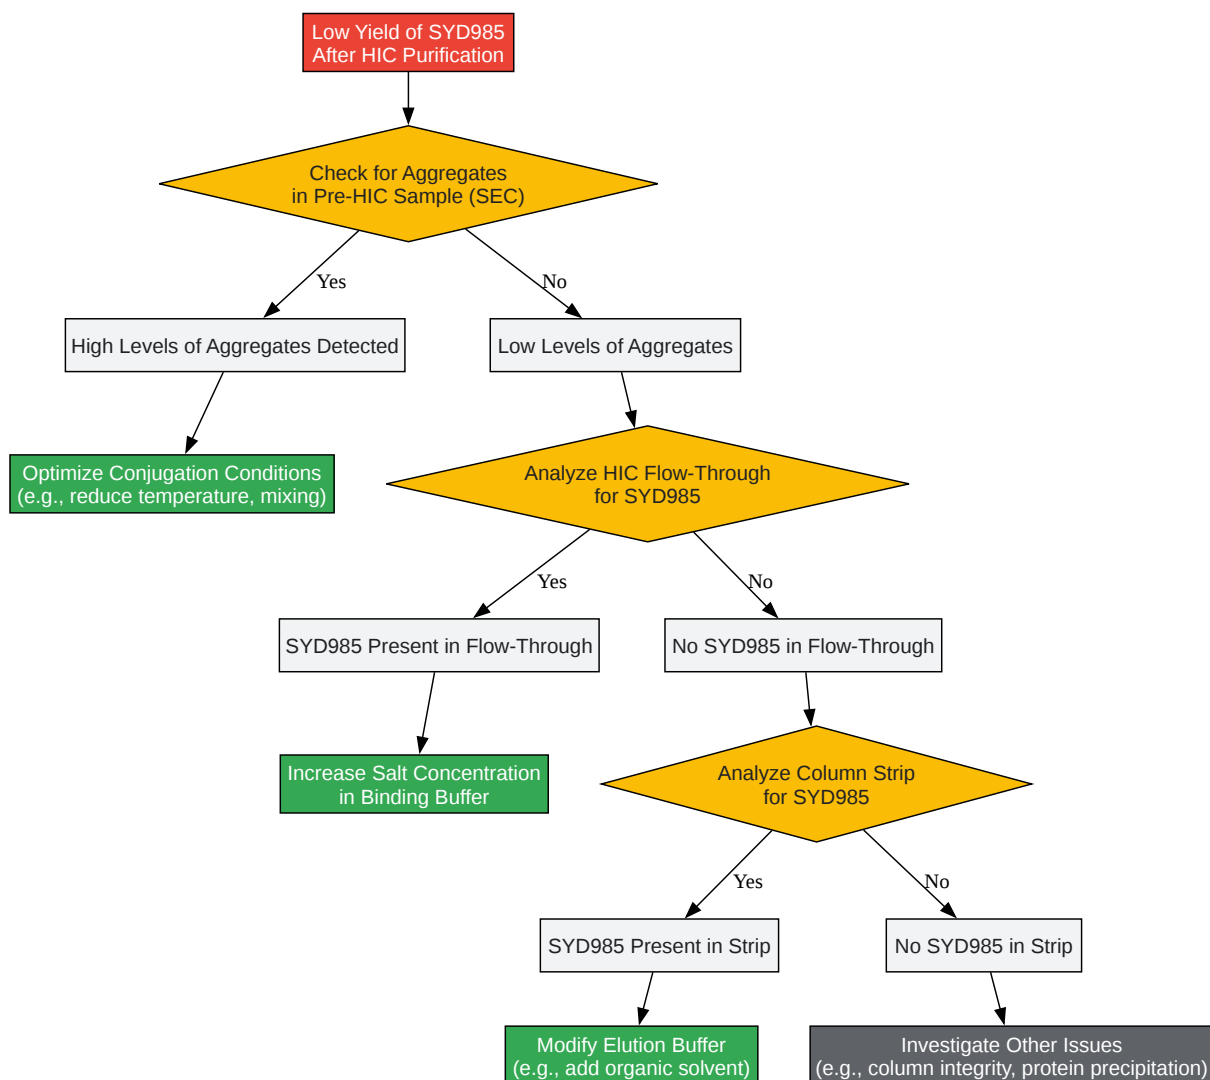 Low Yield of SYD985
After HIC Purification
Check for Aggregates
in Pre-HIC Sample (SEC)
Yes
No
High Levels of Aggregates Detected
Low Levels of Aggregates
Optimize Conjugation Conditions
(e.g., reduce temperature, mixing)
Analyze HIC Flow-Through
for SYD985
Yes
No
SYD985 Present in Flow-Through
No SYD985 in Flow-Through
Increase Salt Concentration
in Binding Buffer
Analyze Column Strip
for SYD985
Yes
No
SYD985 Present in Strip
No SYD985 in Strip
Modify Elution Buffer
(e.g., add organic solvent)
Investigate Other Issues
(e.g., column integrity, protein precipitation)